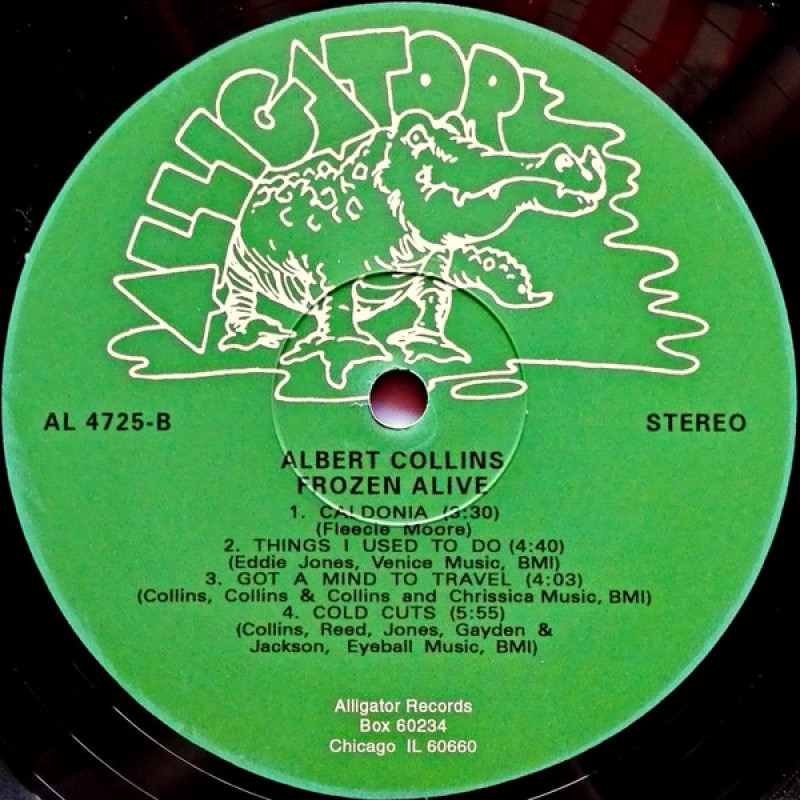 ALLIGATOR
AL 4725-B
STEREO
ALBERT COLLINS
FROZEN ALIVE
1. CALDONIA (3:30)
(Fleecie Moore)
2. THINGS I USED TO DO (4:40)
(Eddie Jones, Venice Music, BMI)
3. GOT A MIND TO TRAVEL (4:03)
(Collins, Collins & Collins and Chrissica Music, BMI)
4. COLD CUTS (5:55)
(Collins, Reed, Jones, Gayden &
Jackson, Eyeball Music, BMI)
Alligator Records
Box 60234
Chicago IL 60660